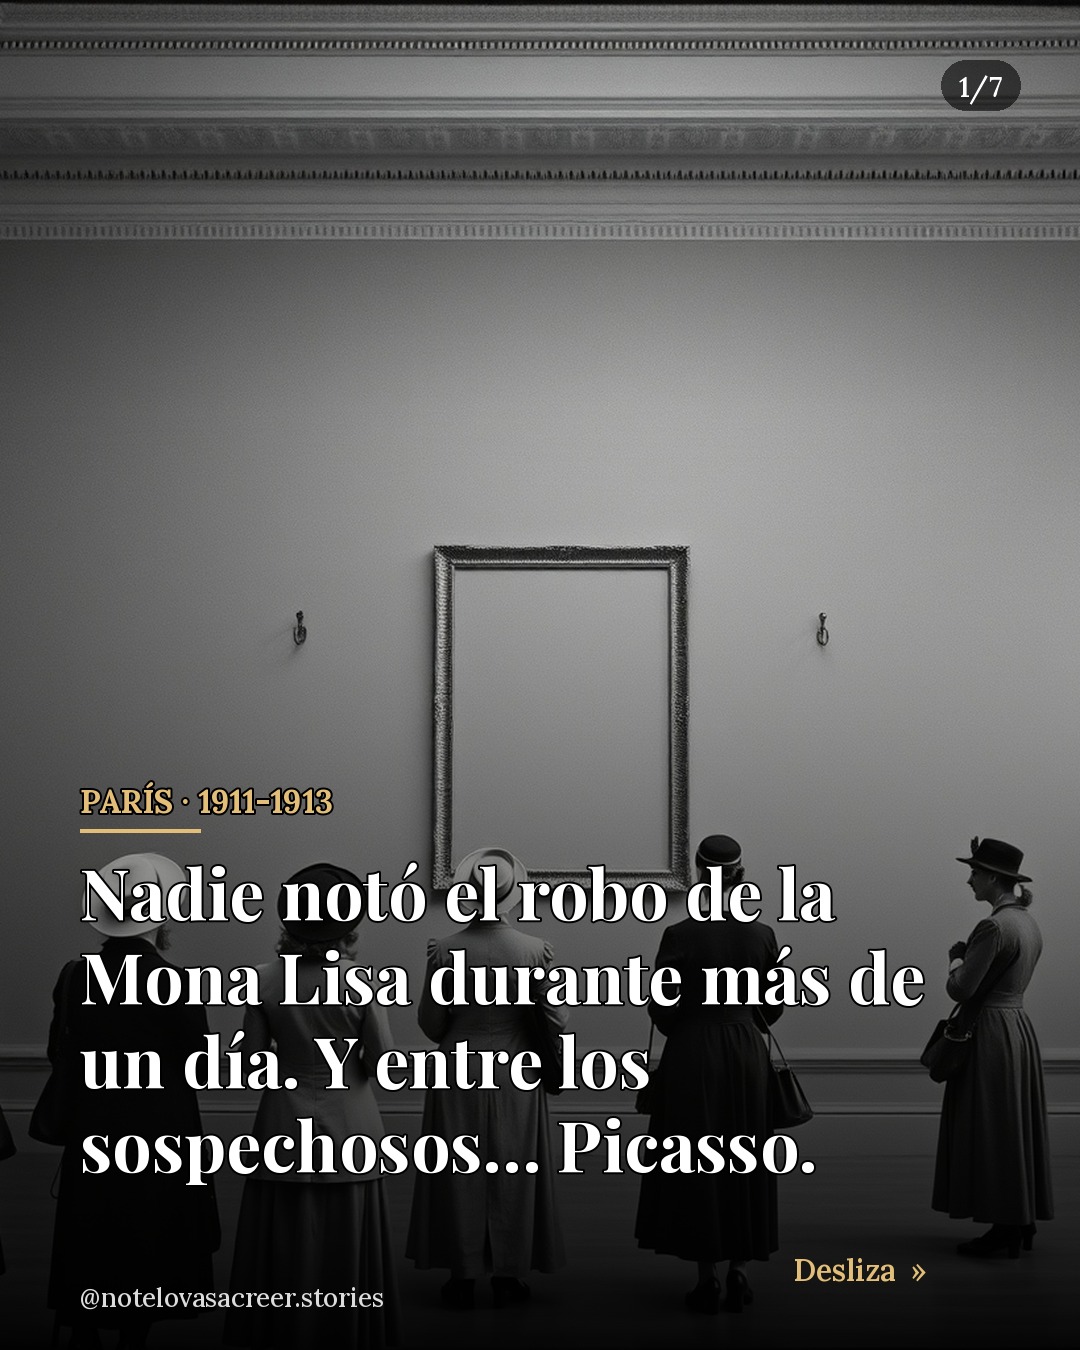 1/7
PARÍS · 1911–1913
Nadie notó el robo de la
Mona Lisa durante más de
un día. Y entre los
sospechosos... Picasso.
Desliza »
@notelovasacreer.stories